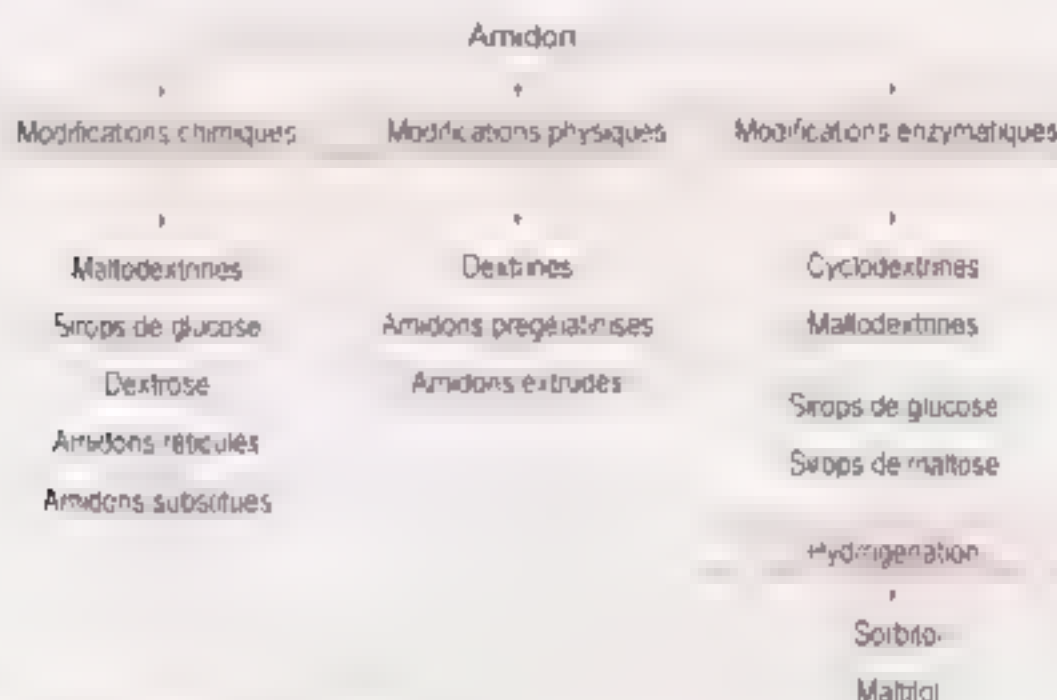 Amidon
Modifications chimiques
Modifications physiques
Modifications enzymatiques
Maltodextrines
Sirops de glucose
Dextrose
Amidons réticulés
Amidons substitués
Dextrines
Amidons prégélatinisés
Amidons extrudés
Cyclodextrines
Maltodextrines
Sirops de glucose
Sirops de maltose
Hydrogénation
Sorbitol
Maltitol